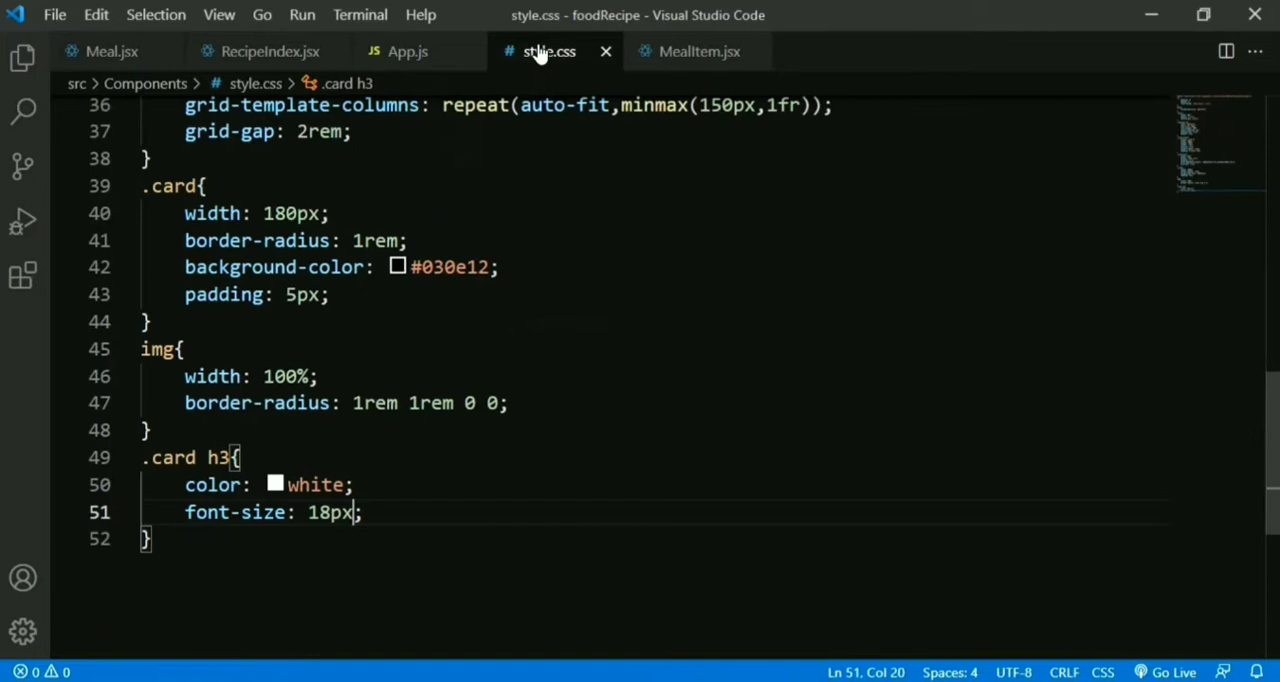 File Edit Selection View Go Run Terminal Help style.css - foodRecipe - Visual Studio Code
Meal.jsx RecipeIndex.jsx JS App.js # style.css MealItem.jsx
src > Components > # style.css > .card h3
36 grid-template-columns: repeat(auto-fit,minmax(150px,1fr));
37 grid-gap: 2rem;
38 }
39 .card{
40 width: 180px;
41 border-radius: 1rem;
42 background-color: #030e12;
43 padding: 5px;
44 }
45 img{
46 width: 100%;
47 border-radius: 1rem 1rem 0 0;
48 }
49 .card h3{
50 color: white;
51 font-size: 18px;
52 }
0 0 Ln 51, Col 20 Spaces: 4 UTF-8 CRLF CSS Go Live